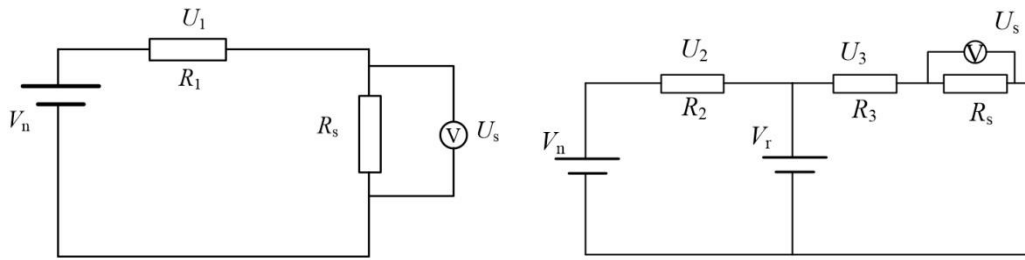 U₁
R₁
Vₙ
Rₛ
V
Uₛ
U₂
R₂
Vₙ
Vᵣ
U₃
R₃
V
Uₛ
Rₛ